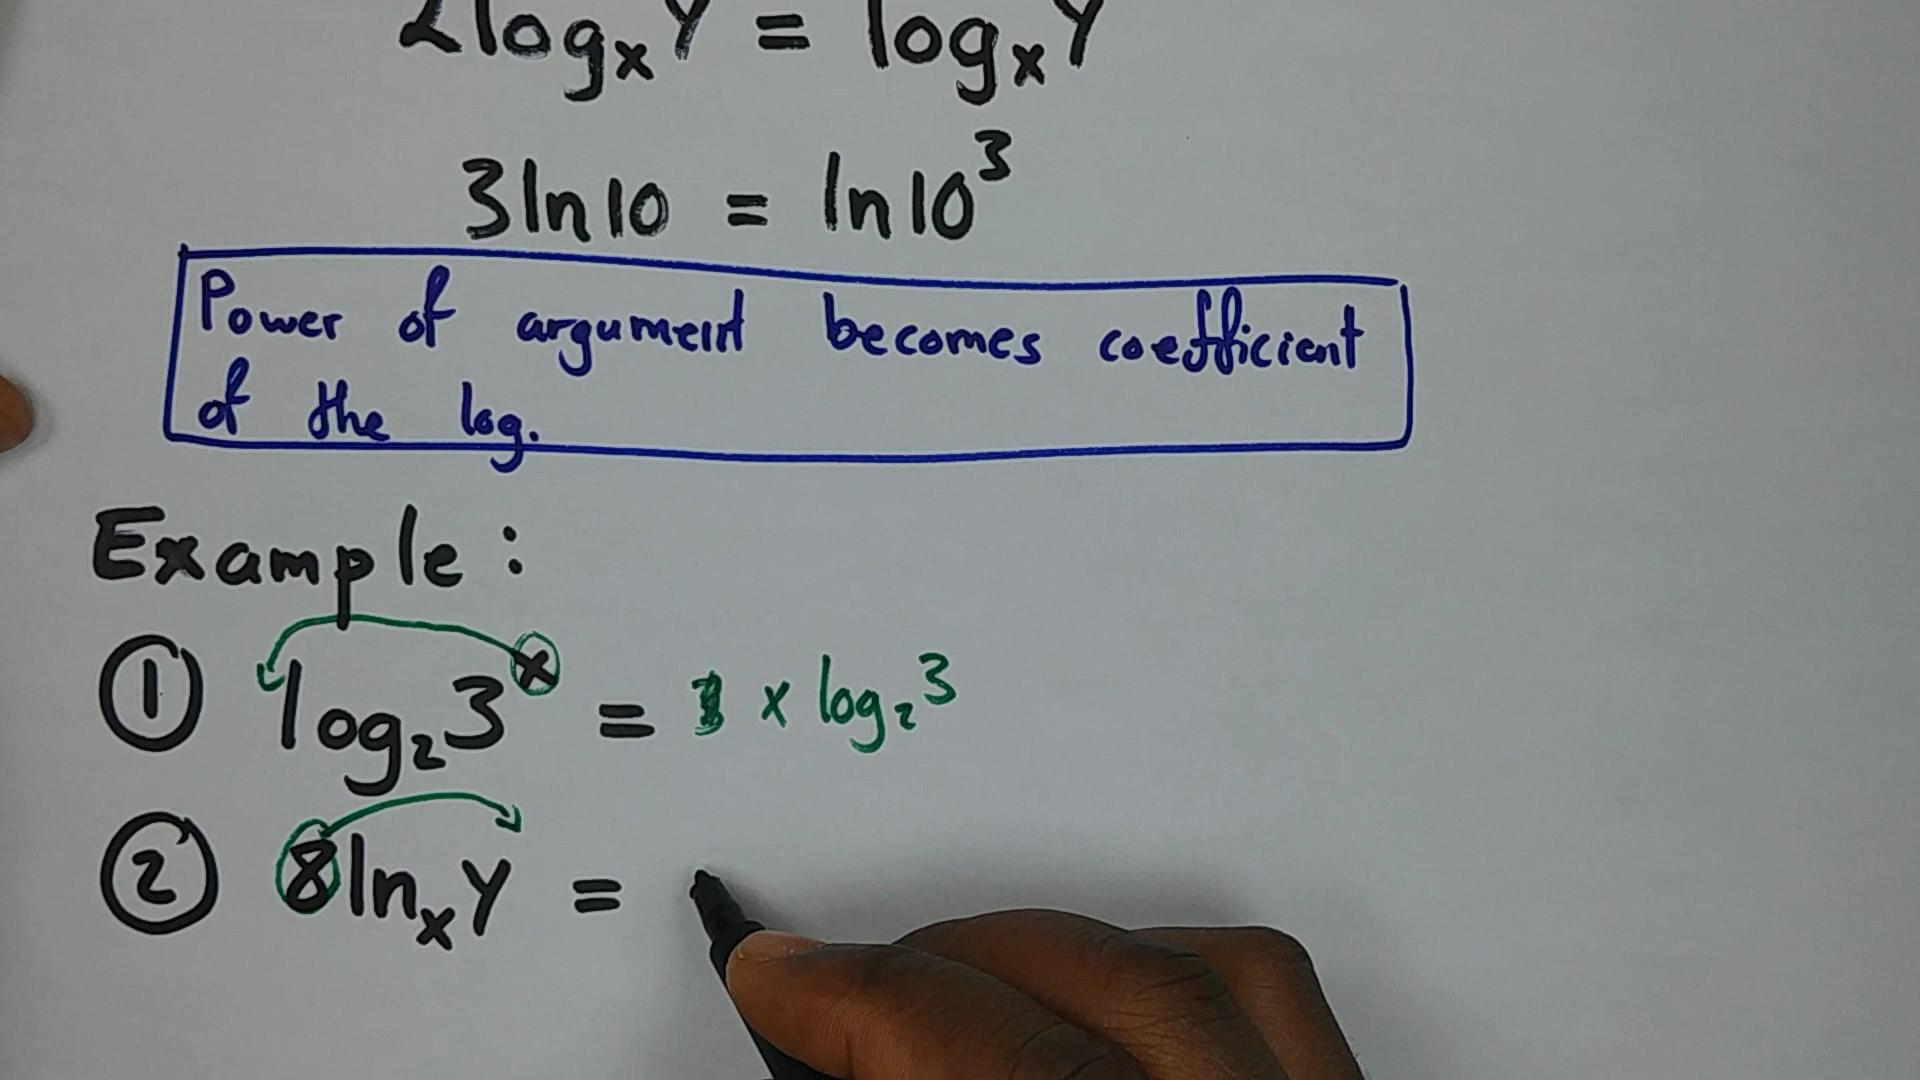 2logₓY = logₓY
3ln10 = ln10³
Power of argument becomes coefficient
of the log.
Example:
① log₂3ˣ = x log₂3
② 8lnₓY =